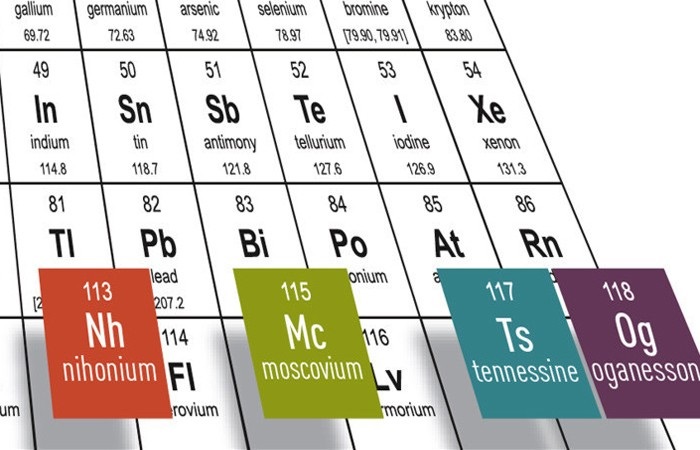 gallium germanium arsenic selenium bromine krypton
69.72 72.63 74.92 78.97 [79.90, 79.91] 83.80
49 50 51 52 53 54
In Sn Sb Te I Xe
indium tin antimony tellurium iodine xenon
114.8 118.7 121.8 127.6 126.9 131.3
81 82 83 84 85 86
Tl Pb Bi Po At Rn
lead onium
207.2
113 115 117 118
Nh Mc Ts Og
nihonium moscovium tennessine oganesson
114 116
Fl Lv
um erovium rmorium